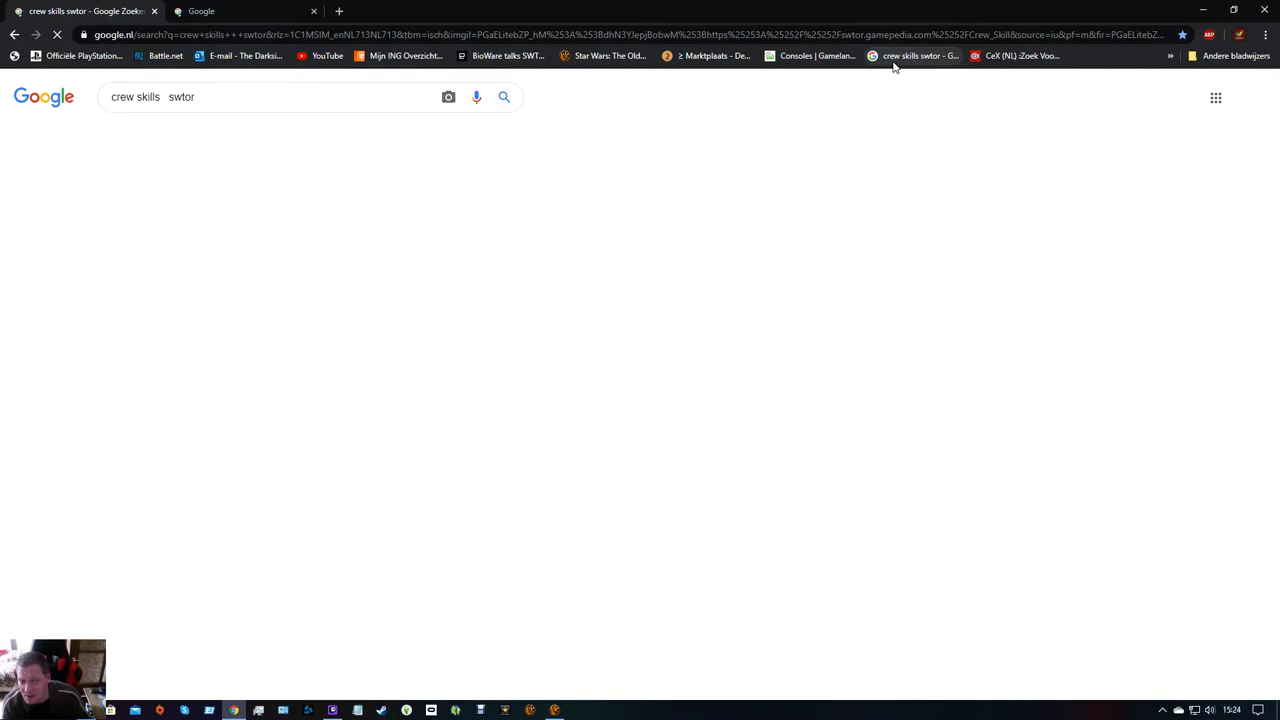 crew skills swtor - Google Zoeke
Google
google.nl/search?q=crew+skills+++swtor&rlz=1C1MSIM_enNL713NL713&tbm=isch&imgil=PGaELitebZP_hM%253A%253BdhN3YJepjBobwM%253Bhttps%25253A%25252F%25252Fswtor.gamepedia.com%25252FCrew_Skill&source=iu&pf=m&fir=PGaELitebZ...
Officiële PlayStation...
Battle.net
E-mail - The Darksi...
YouTube
Mijn ING Overzicht...
BioWare talks SWT...
Star Wars: The Old...
≥ Marktplaats - De...
Consoles | Gamelan...
crew skills swtor - G...
CeX (NL) :Zoek Voo...
»
Andere bladwijzers
Google
crew skills swtor
15:24